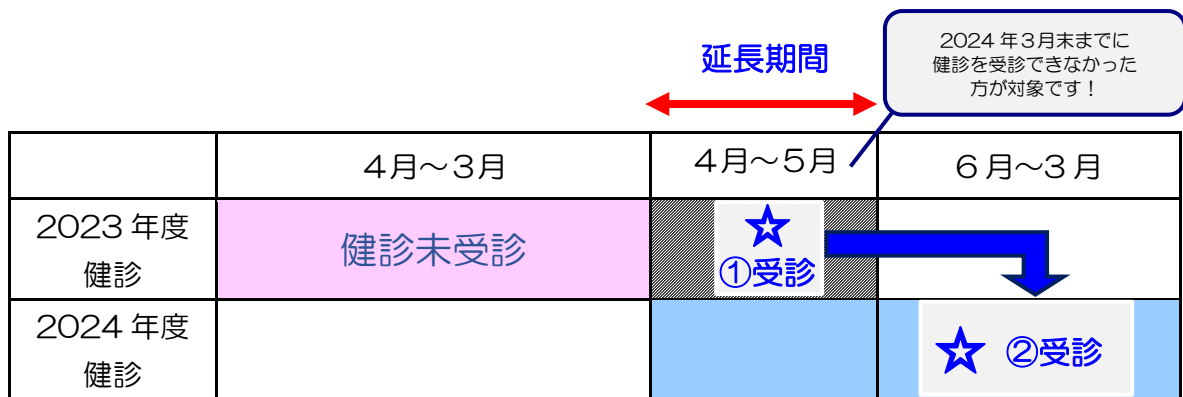 延長期間
2024年3月末までに
健診を受診できなかった
方が対象です！
4月～3月
4月～5月
6月～3月
2023年度
健診
健診未受診
☆
①受診
2024年度
健診
☆ ②受診